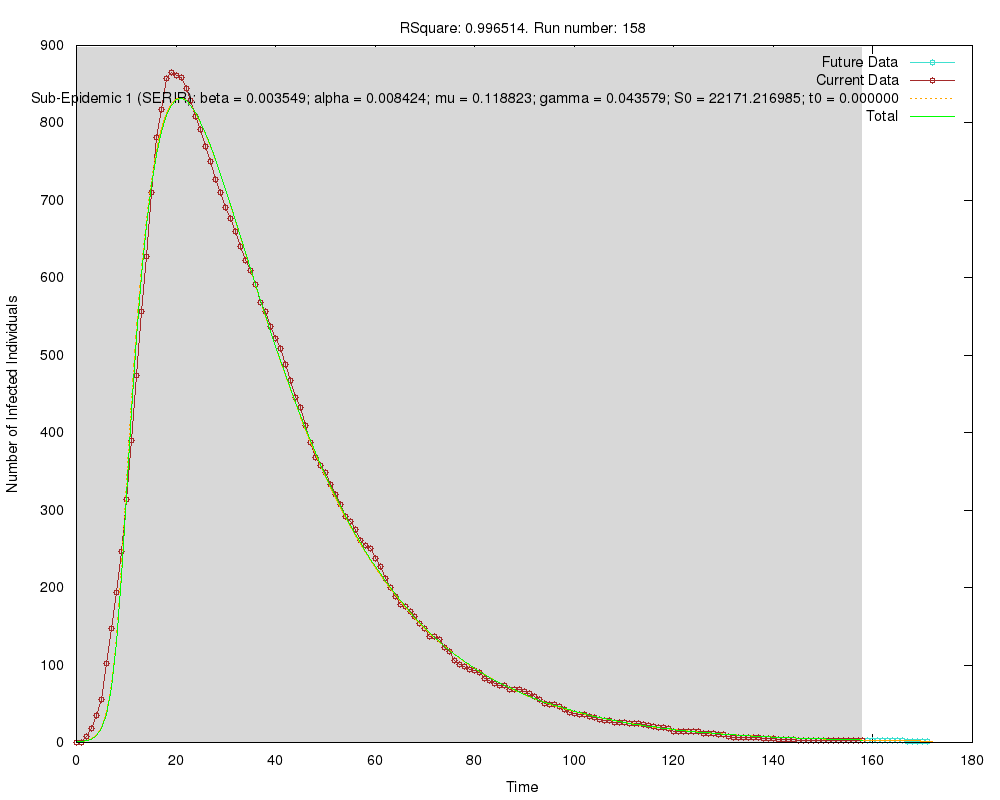 RSquare: 0.996514. Run number: 158
Future Data
Current Data
Sub-Epidemic 1 (SERIR): beta = 0.003549; alpha = 0.008424; mu = 0.118823; gamma = 0.043579; S0 = 22171.216985; t0 = 0.000000
Total
900
800
700
600
500
400
300
200
100
0
Number of Infected Individuals
0 20 40 60 80 100 120 140 160 180
Time